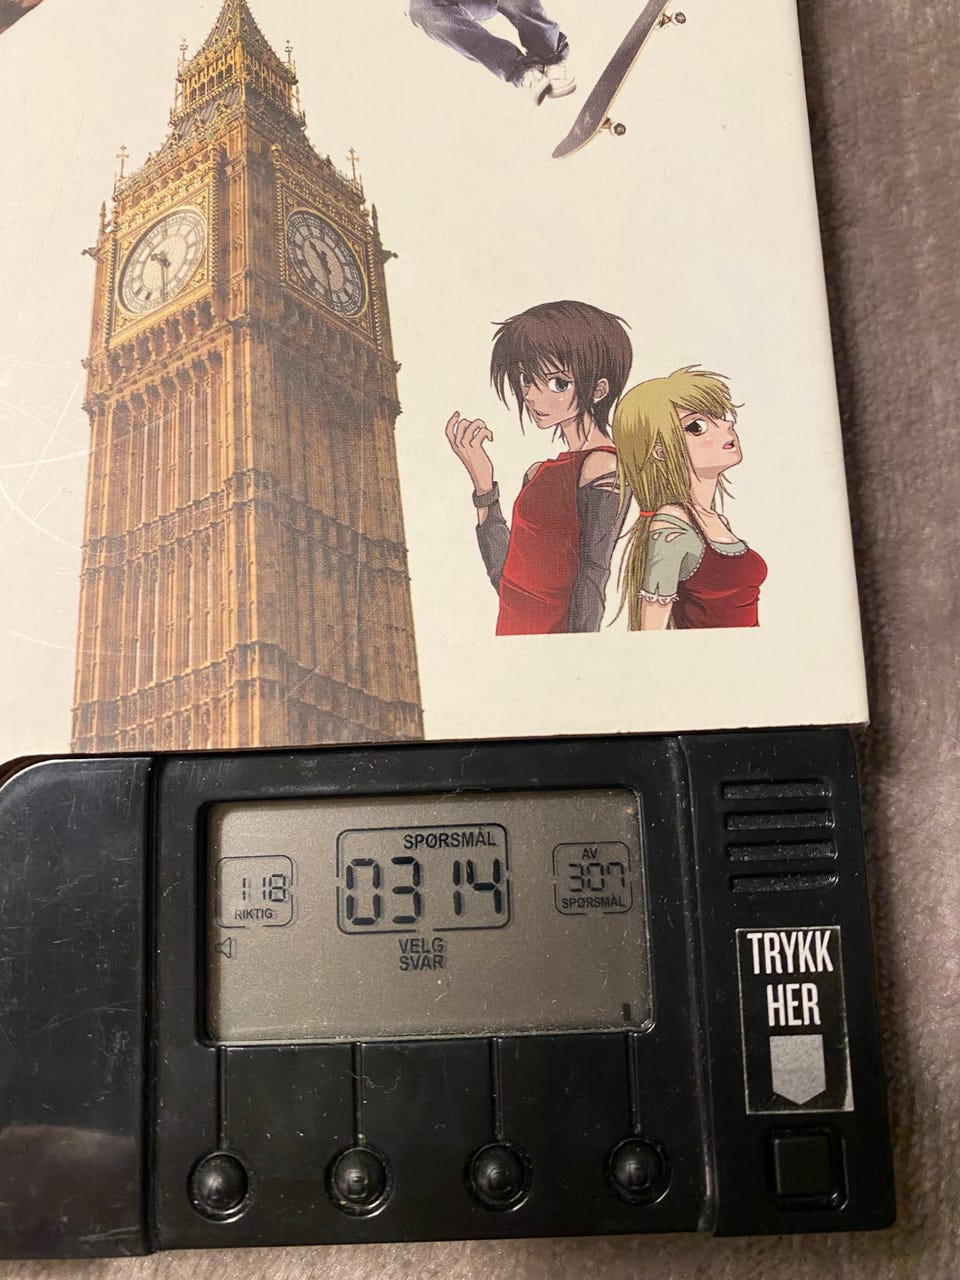 SPØRSMÅL
0314
118
RIKTIG
AV
307
SPØRSMÅL
VELG
SVAR
TRYKK
HER
A
B
C
D